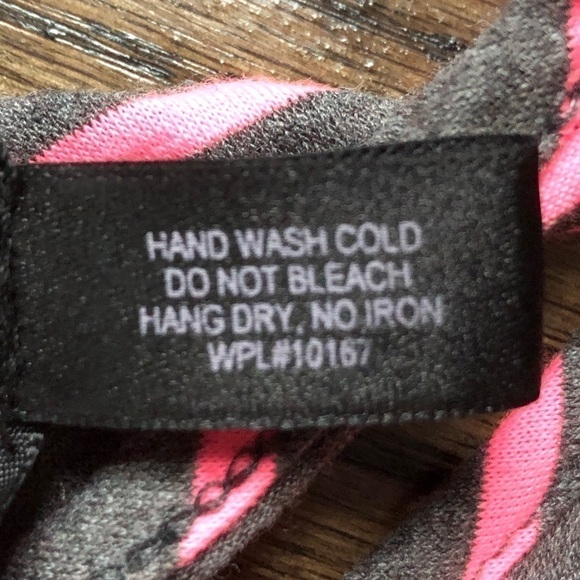 HAND WASH COLD
DO NOT BLEACH
HANG DRY, NO IRON
WPL#10167